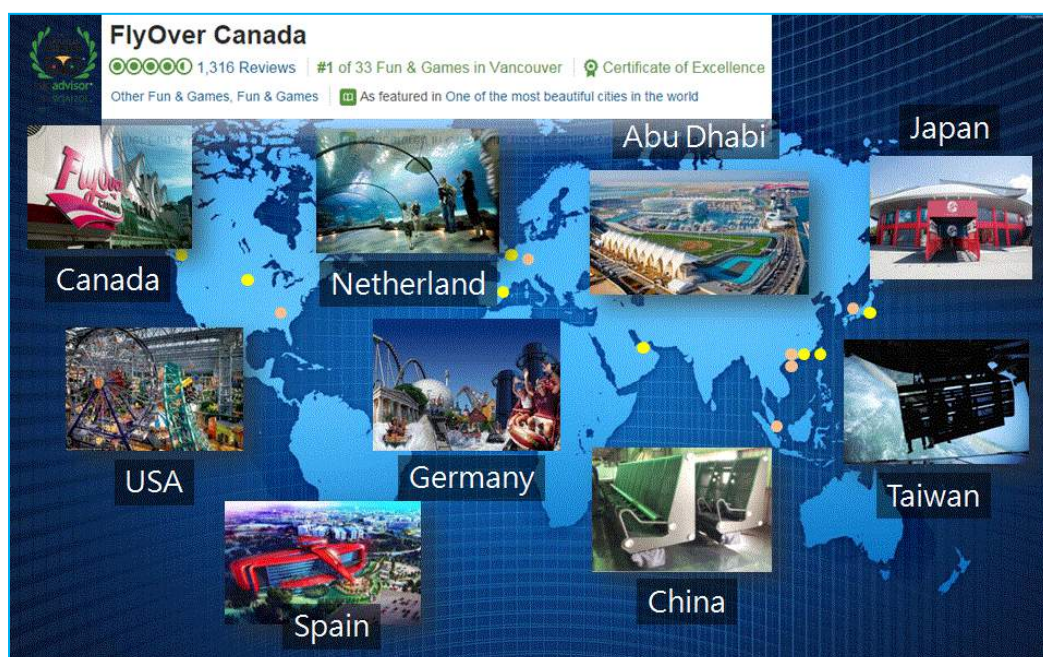 FlyOver Canada
1,316 Reviews #1 of 33 Fun & Games in Vancouver Certificate of Excellence
Other Fun & Games, Fun & Games As featured in One of the most beautiful cities in the world
advisor
Abu Dhabi
Japan
FlyOver
Canada
Netherland
USA
Germany
Taiwan
China
Spain